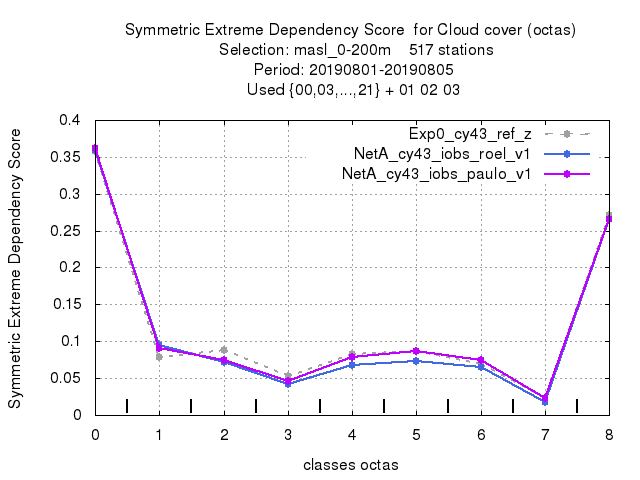 Symmetric Extreme Dependency Score  for Cloud cover (octas)
Selection: masl_0-200m    517 stations
Period: 20190801-20190805
Used {00,03,...,21} + 01 02 03
Symmetric Extreme Dependency Score
0.4
0.35
0.3
0.25
0.2
0.15
0.1
0.05
0
Exp0_cy43_ref_z
NetA_cy43_iobs_roel_v1
NetA_cy43_iobs_paulo_v1
0 1 2 3 4 5 6 7 8
classes octas